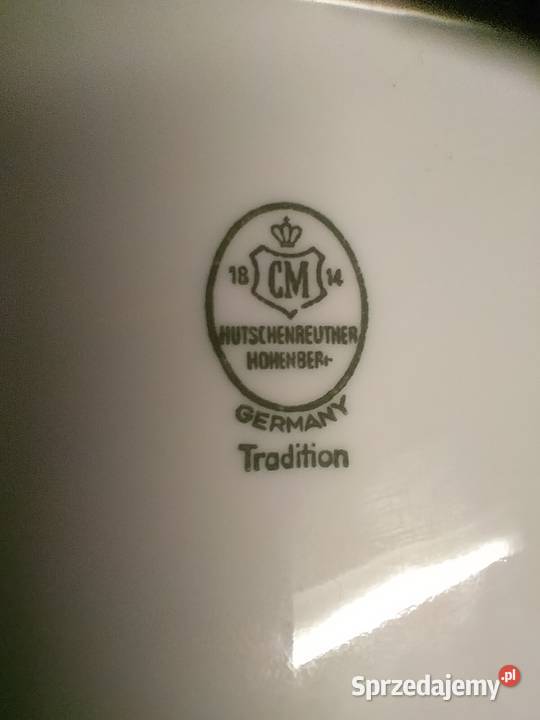 18 CM 14
HUTSCHENREUTHER
HOHENBERG
GERMANY
Tradition
Sprzedajemy.pl